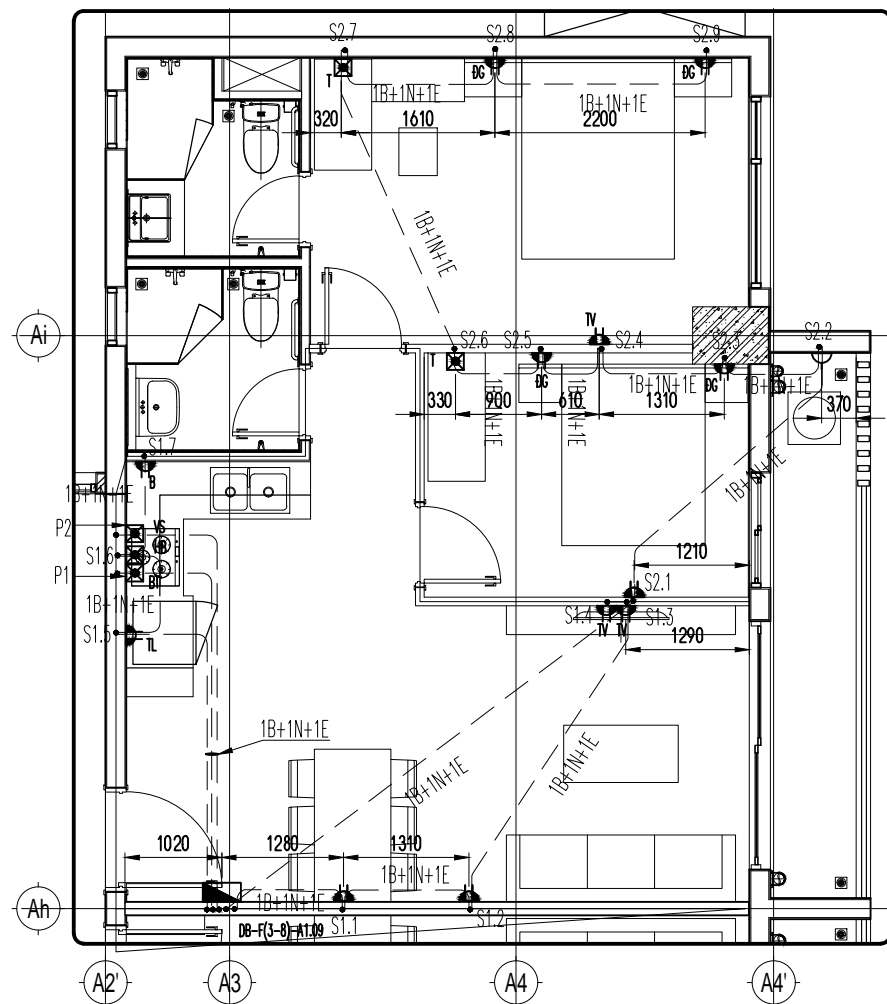 S2.7
S2.8
S2.9
T
ĐG
ĐG
1B+1N+1E
1B+1N+1E
320
1610
2200
1B+1N+1E
Ai
TV
S2.6
S2.5
S2.4
S2.3
S2.2
T
ĐG
ĐG
1B+1N+1E
1B+1N+1E
330
900
610
1310
370
1B+1N+1E
1B+1N+1E
S1.7
B
1B+1N+1E
1B+1N+1E
P2
VS
HB
S1.6
P1
BT
1B+1N+1E
1210
S2.1
S1.4
S1.3
TV
TV
S1.5
TL
1290
1B+1N+1E
1B+1N+1E
1B+1N+1E
1020
1280
1310
1B+1N+1E
Ah
1B+1N+1E
S1.1
S1.2
DB-F(3-8)-A1.09
A2'
A3
A4
A4'